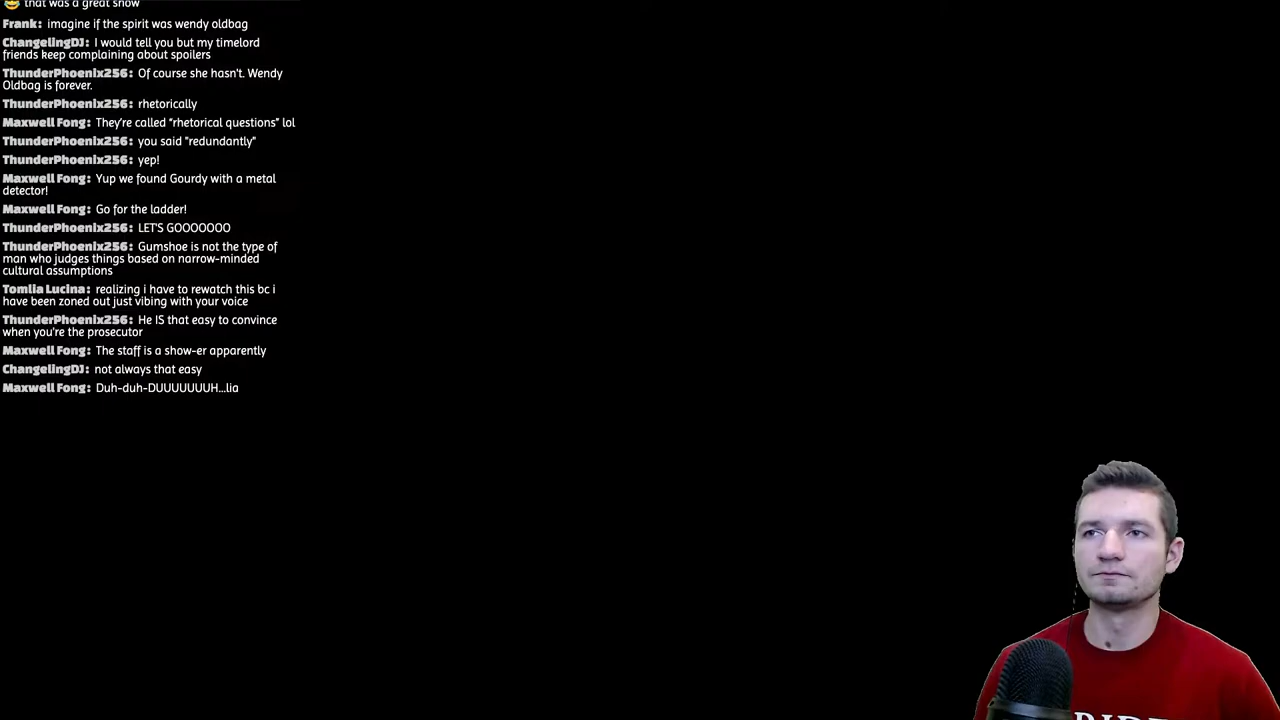 😂 that was a great show
Frank: imagine if the spirit was wendy oldbag
ChangelingDJ: I would tell you but my timelord
friends keep complaining about spoilers
ThunderPhoenix256: Of course she hasn't. Wendy
Oldbag is forever.
ThunderPhoenix256: rhetorically
Maxwell Fong: They're called “rhetorical questions” lol
ThunderPhoenix256: you said "redundantly"
ThunderPhoenix256: yep!
Maxwell Fong: Yup we found Gourdy with a metal
detector!
Maxwell Fong: Go for the ladder!
ThunderPhoenix256: LET'S GOOOOOOO
ThunderPhoenix256: Gumshoe is not the type of
man who judges things based on narrow-minded
cultural assumptions
Tomlia Lucina: realizing i have to rewatch this bc i
have been zoned out just vibing with your voice
ThunderPhoenix256: He IS that easy to convince
when you're the prosecutor
Maxwell Fong: The staff is a show-er apparently
ChangelingDJ: not always that easy
Maxwell Fong: Duh-duh-DUUUUUUUH...lia